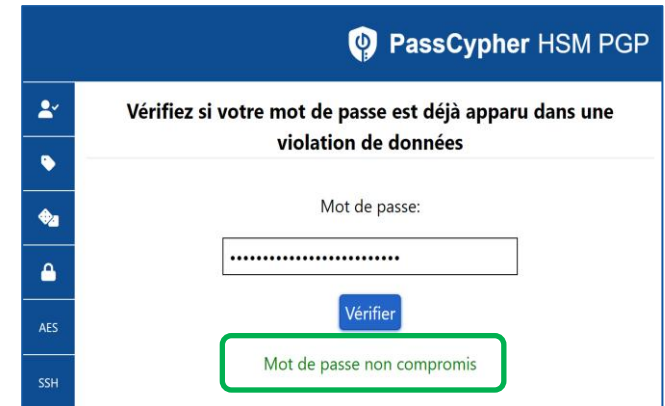 PassCypher HSM PGP
Vérifiez si votre mot de passe est déjà apparu dans une
violation de données
Mot de passe:
••••••••••••••••••••••••••
Vérifier
AES
Mot de passe non compromis
SSH